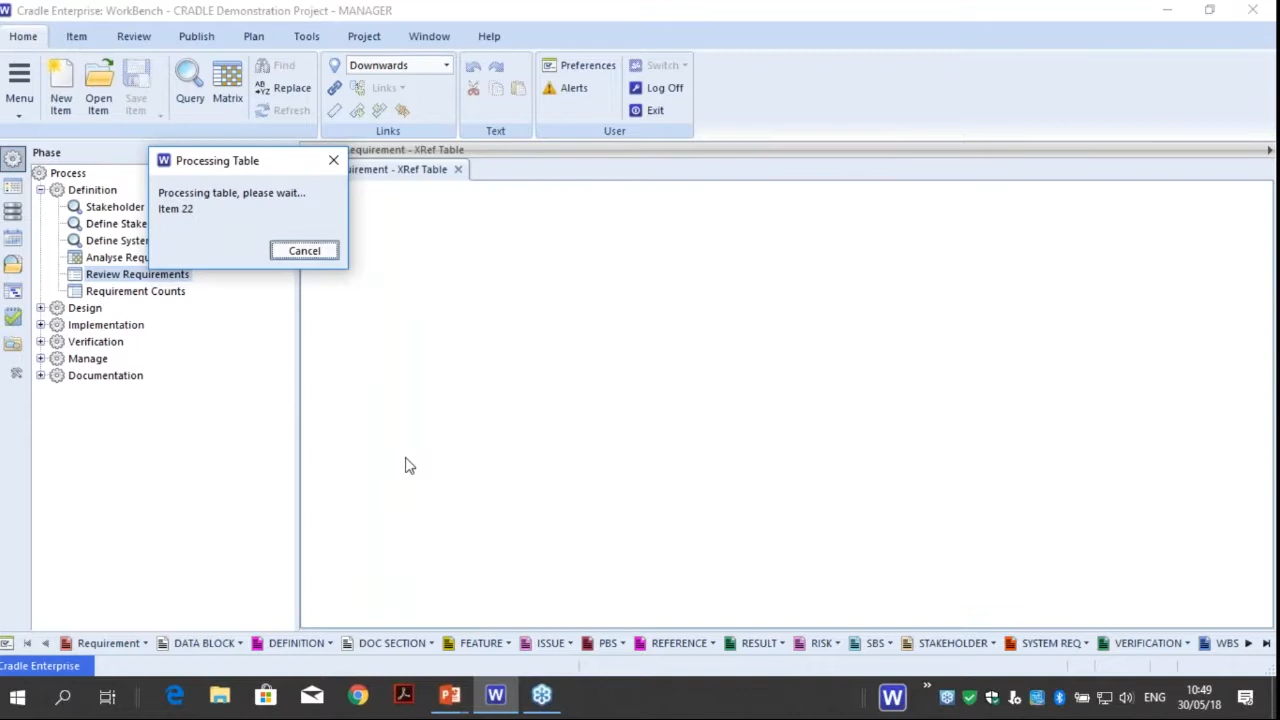 Cradle Enterprise: WorkBench - CRADLE Demonstration Project - MANAGER
Home Item Review Publish Plan Tools Project Window Help
Menu
New Item
Open Item
Save Item
Query
Matrix
Find
Replace
Refresh
Downwards
Links
Links
Text
Preferences
Alerts
Switch
Log Off
Exit
User
Phase
Process
Definition
Stakeholder
Define Stake
Define Syster
Analyse Requ
Review Requirements
Requirement Counts
Design
Implementation
Verification
Manage
Documentation
Processing Table
Processing table, please wait...
Item 22
Cancel
equirement - XRef Table
uirement - XRef Table
Requirement DATA BLOCK DEFINITION DOC SECTION FEATURE ISSUE PBS REFERENCE RESULT RISK SBS STAKEHOLDER SYSTEM REQ VERIFICATION WBS
Cradle Enterprise
ENG
10:49
30/05/18